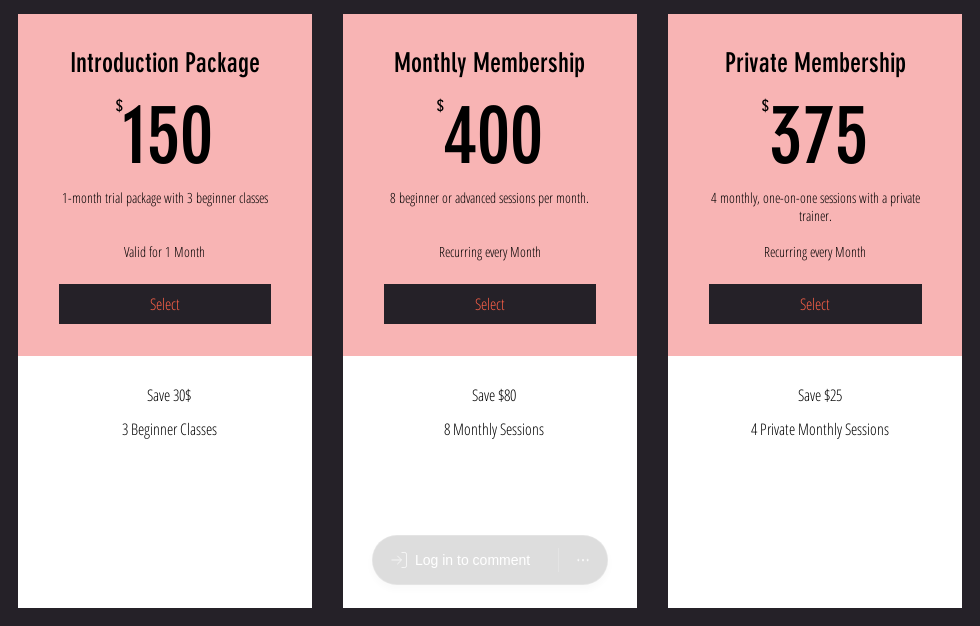 Introduction Package
$150
1-month trial package with 3 beginner classes
Valid for 1 Month
Select
Save 30$
3 Beginner Classes
Monthly Membership
$400
8 beginner or advanced sessions per month.
Recurring every Month
Select
Save $80
8 Monthly Sessions
Log in to comment
Private Membership
$375
4 monthly, one-on-one sessions with a private
trainer.
Recurring every Month
Select
Save $25
4 Private Monthly Sessions